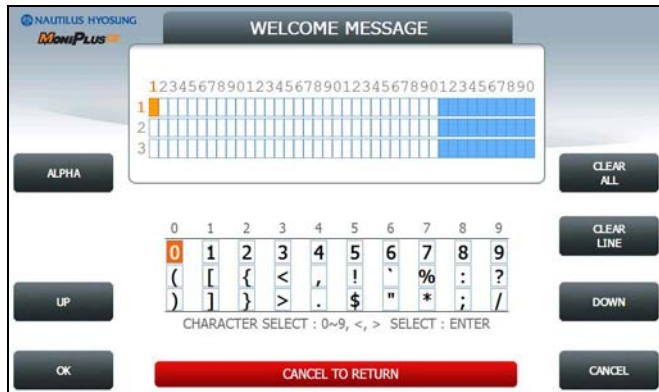 NAUTILUS HYOSUNG
MoniPlus
WELCOME MESSAGE
1234567890123456789012345678901234567890
1
2
3
ALPHA
CLEAR ALL
0 1 2 3 4 5 6 7 8 9
0 1 2 3 4 5 6 7 8 9
( [ { < , ! ` % : ?
) ] } > . $ " * ; /
CLEAR LINE
UP
CHARACTER SELECT : 0~9, <, > SELECT : ENTER
DOWN
OK
CANCEL TO RETURN
CANCEL